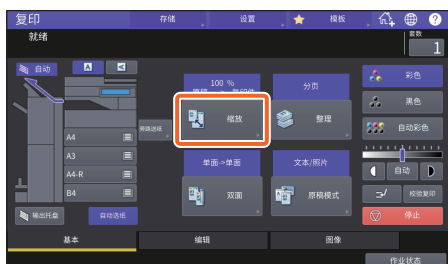 复印
存储
设置
模板
就绪
套数
1
自动
A
A
A4
A3
A4-R
B4
旁路送纸
输出托盘
自动选纸
100 %
缩放
分页
整理
单面->单面
双面
文本/照片
原稿模式
彩色
黑色
自动彩色
自动
校验复印
停止
基本
编辑
图像
作业状态